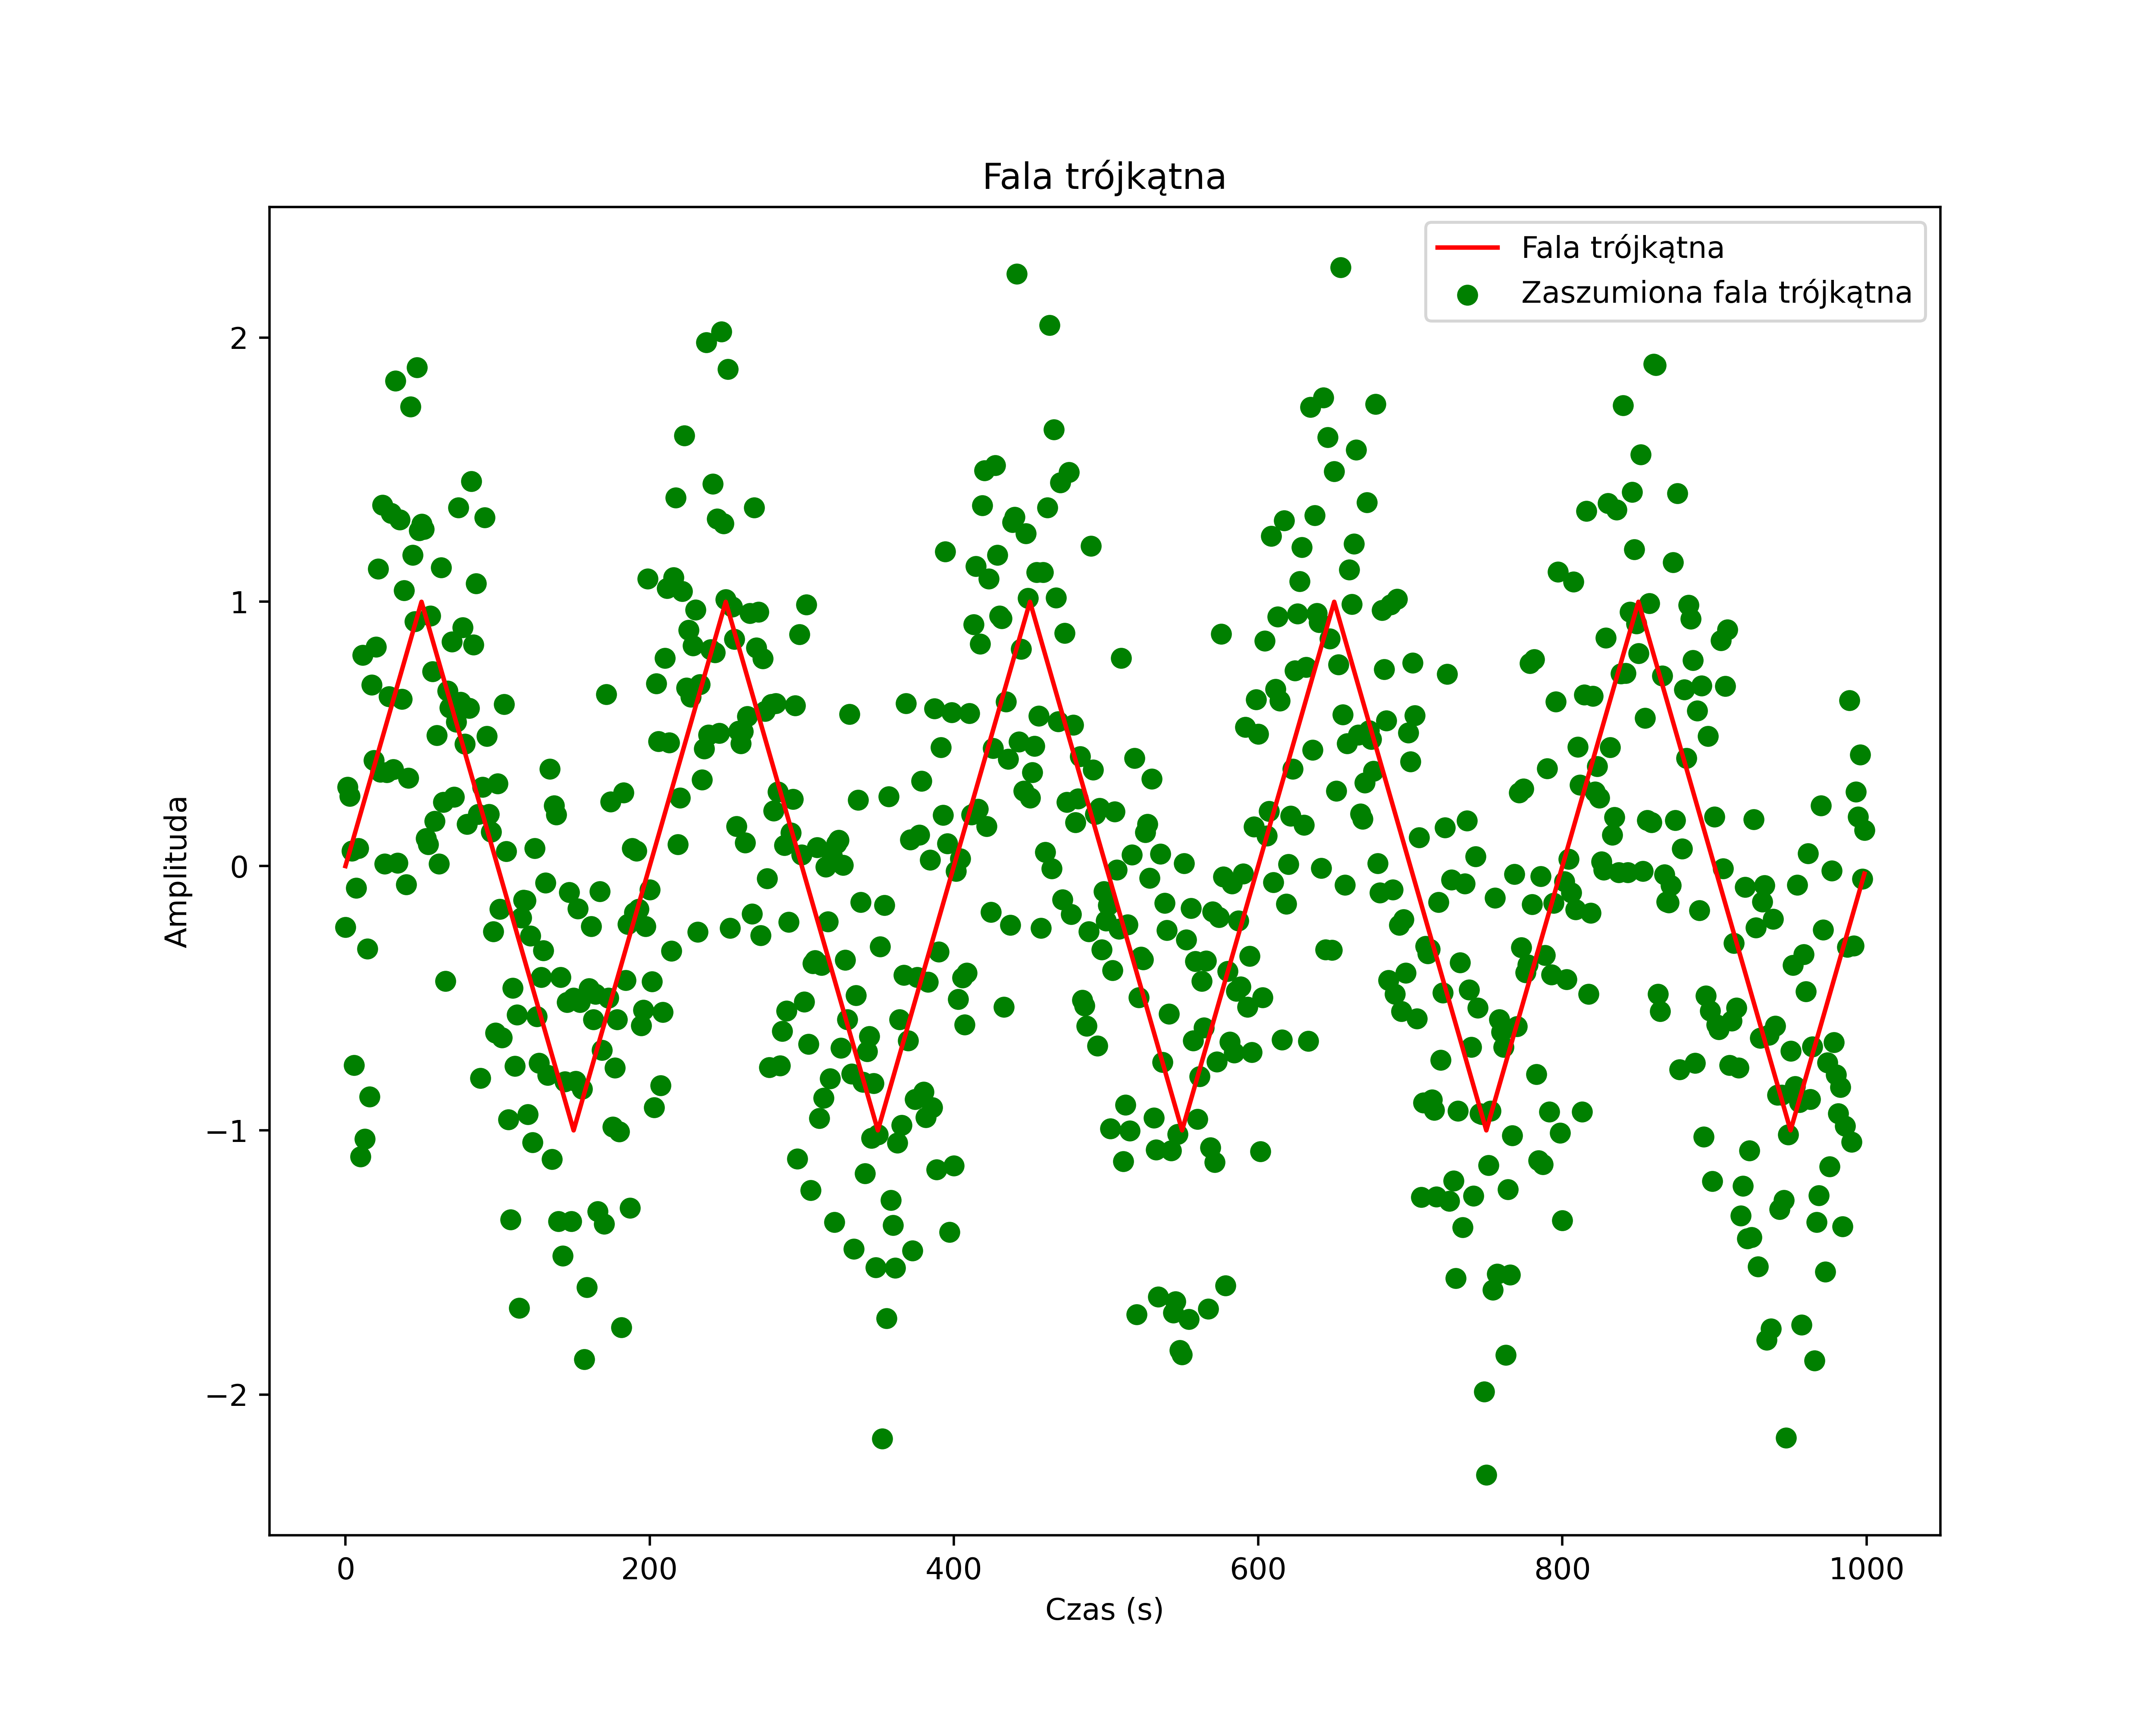 Fala trójkątna
Fala trójkątna
Zaszumiona fala trójkątna
2
1
0
−1
−2
Amplituda
0 200 400 600 800 1000
Czas (s)